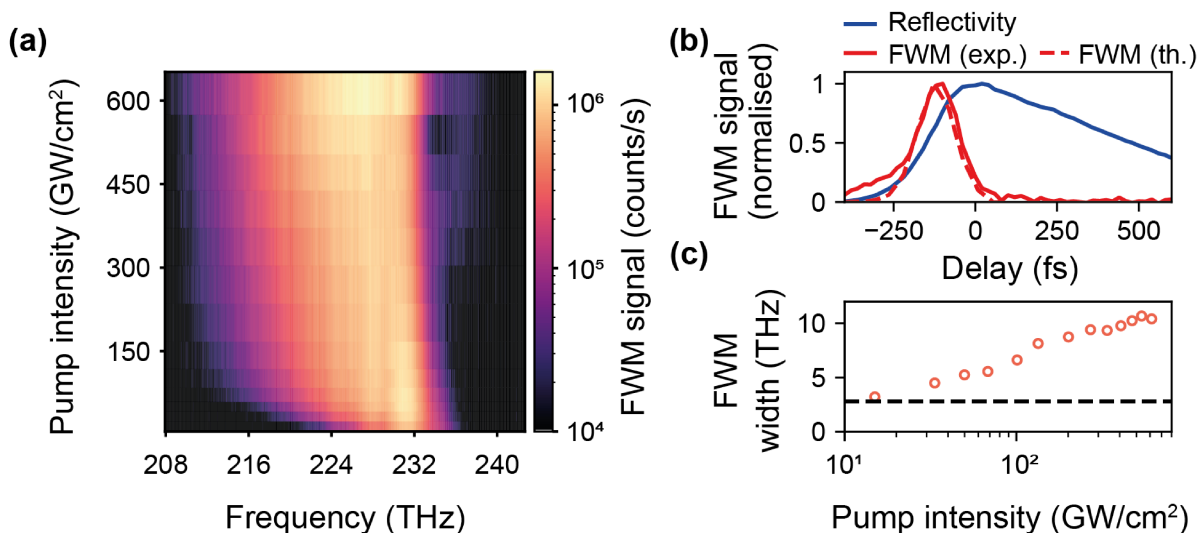 (a)
Pump intensity (GW/cm²)
600
450
300
150
208
216
224
232
240
Frequency (THz)
10⁶
10⁵
10⁴
FWM signal (counts/s)
(b)
Reflectivity
FWM (exp.)
FWM (th.)
FWM signal
(normalised)
1
0.5
0
−250
0
250
500
Delay (fs)
(c)
FWM
width (THz)
10
5
0
10¹
10²
Pump intensity (GW/cm²)